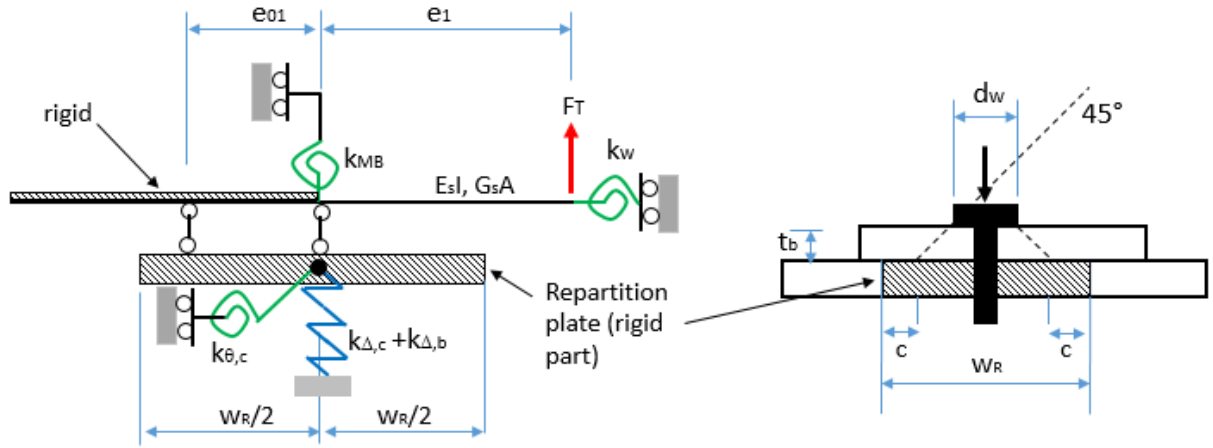 e01
e1
rigid
FT
kMB
kW
EsI, GsA
kθ,c
kΔ,c +kΔ,b
wR/2
wR/2
Repartition
plate (rigid
part)
dW
45°
tb
c
c
wR